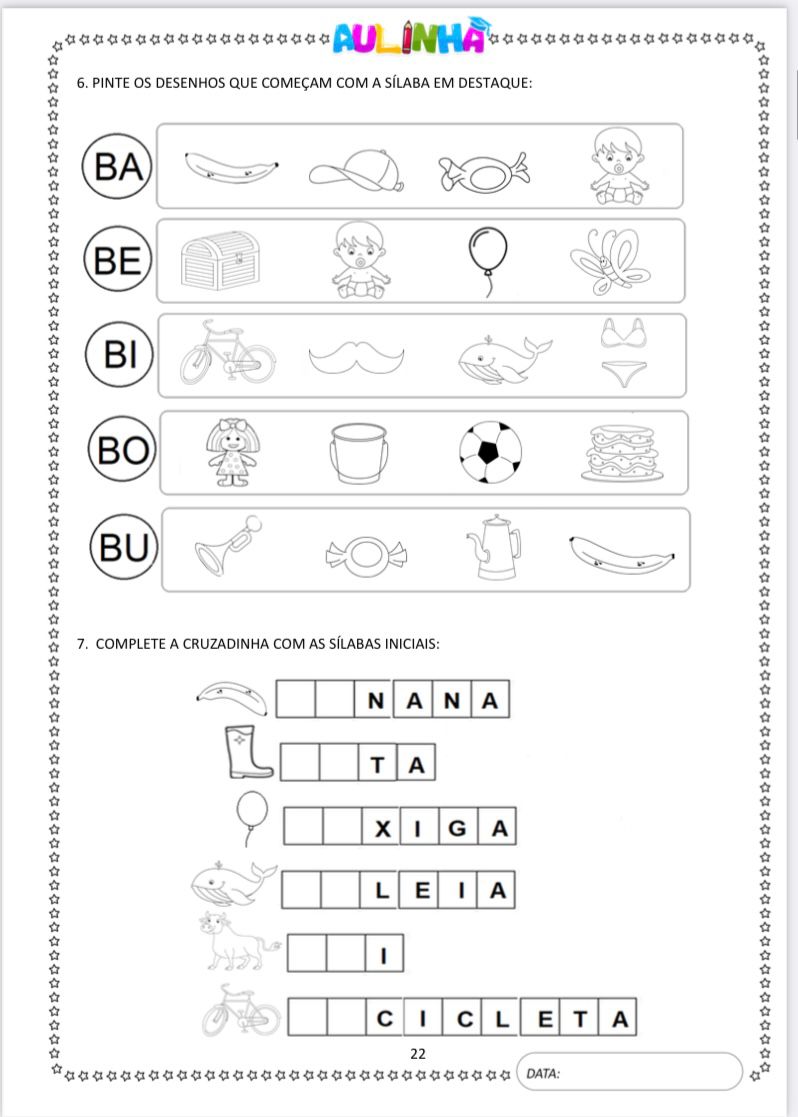 AULINHA
6. PINTE OS DESENHOS QUE COMEÇAM COM A SÍLABA EM DESTAQUE:
BA
BE
BI
BO
BU
7. COMPLETE A CRUZADINHA COM AS SÍLABAS INICIAIS:
N A N A
T A
X I G A
L E I A
I
C I C L E T A
22
DATA: